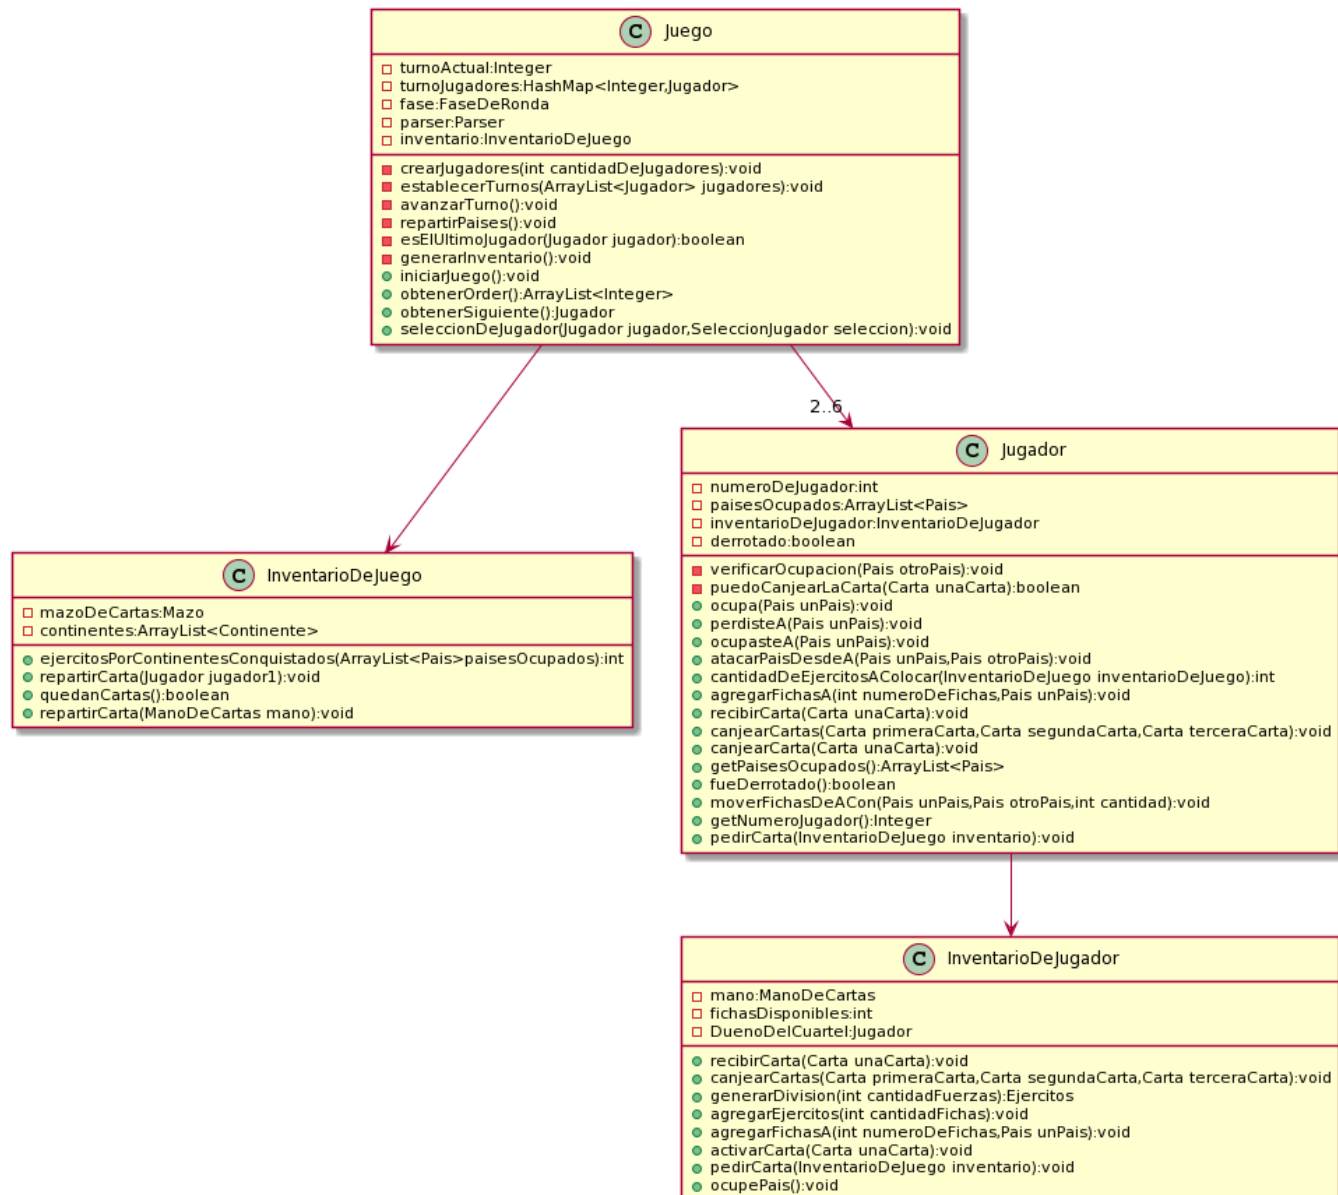 C Juego
turnoActual:Integer
turnoJugadores:HashMap<Integer,Jugador>
fase:FaseDeRonda
parser:Parser
inventario:InventarioDeJuego
crearJugadores(int cantidadDeJugadores):void
establecerTurnos(ArrayList<Jugador> jugadores):void
avanzarTurno():void
repartirPaises():void
esElUltimoJugador(Jugador jugador):boolean
generarInventario():void
iniciarJuego():void
obtenerOrder():ArrayList<Integer>
obtenerSiguiente():Jugador
seleccionDeJugador(Jugador jugador,SeleccionJugador seleccion):void
2..6
C InventarioDeJuego
mazoDeCartas:Mazo
continentes:ArrayList<Continente>
ejercitosPorContinentesConquistados(ArrayList<Pais>paisesOcupados):int
repartirCarta(Jugador jugador1):void
quedanCartas():boolean
repartirCarta(ManoDeCartas mano):void
C Jugador
numeroDeJugador:int
paisesOcupados:ArrayList<Pais>
inventarioDeJugador:InventarioDeJugador
derrotado:boolean
verificarOcupacion(Pais otroPais):void
puedoCanjearLaCarta(Carta unaCarta):boolean
ocupa(Pais unPais):void
perdisteA(Pais unPais):void
ocupasteA(Pais unPais):void
atacarPaisDesdeA(Pais unPais,Pais otroPais):void
cantidadDeEjercitosAColocar(InventarioDeJuego inventarioDeJuego):int
agregarFichasA(int numeroDeFichas,Pais unPais):void
recibirCarta(Carta unaCarta):void
canjearCartas(Carta primeraCarta,Carta segundaCarta,Carta terceraCarta):void
canjearCarta(Carta unaCarta):void
getPaisesOcupados():ArrayList<Pais>
fueDerrotado():boolean
moverFichasDeACon(Pais unPais,Pais otroPais,int cantidad):void
getNumeroJugador():Integer
pedirCarta(InventarioDeJuego inventario):void
C InventarioDeJugador
mano:ManoDeCartas
fichasDisponibles:int
DuenoDelCuartel:Jugador
recibirCarta(Carta unaCarta):void
canjearCartas(Carta primeraCarta,Carta segundaCarta,Carta terceraCarta):void
generarDivision(int cantidadFuerzas):Ejercitos
agregarEjercitos(int cantidadFichas):void
agregarFichasA(int numeroDeFichas,Pais unPais):void
activarCarta(Carta unaCarta):void
pedirCarta(InventarioDeJuego inventario):void
ocupePais():void